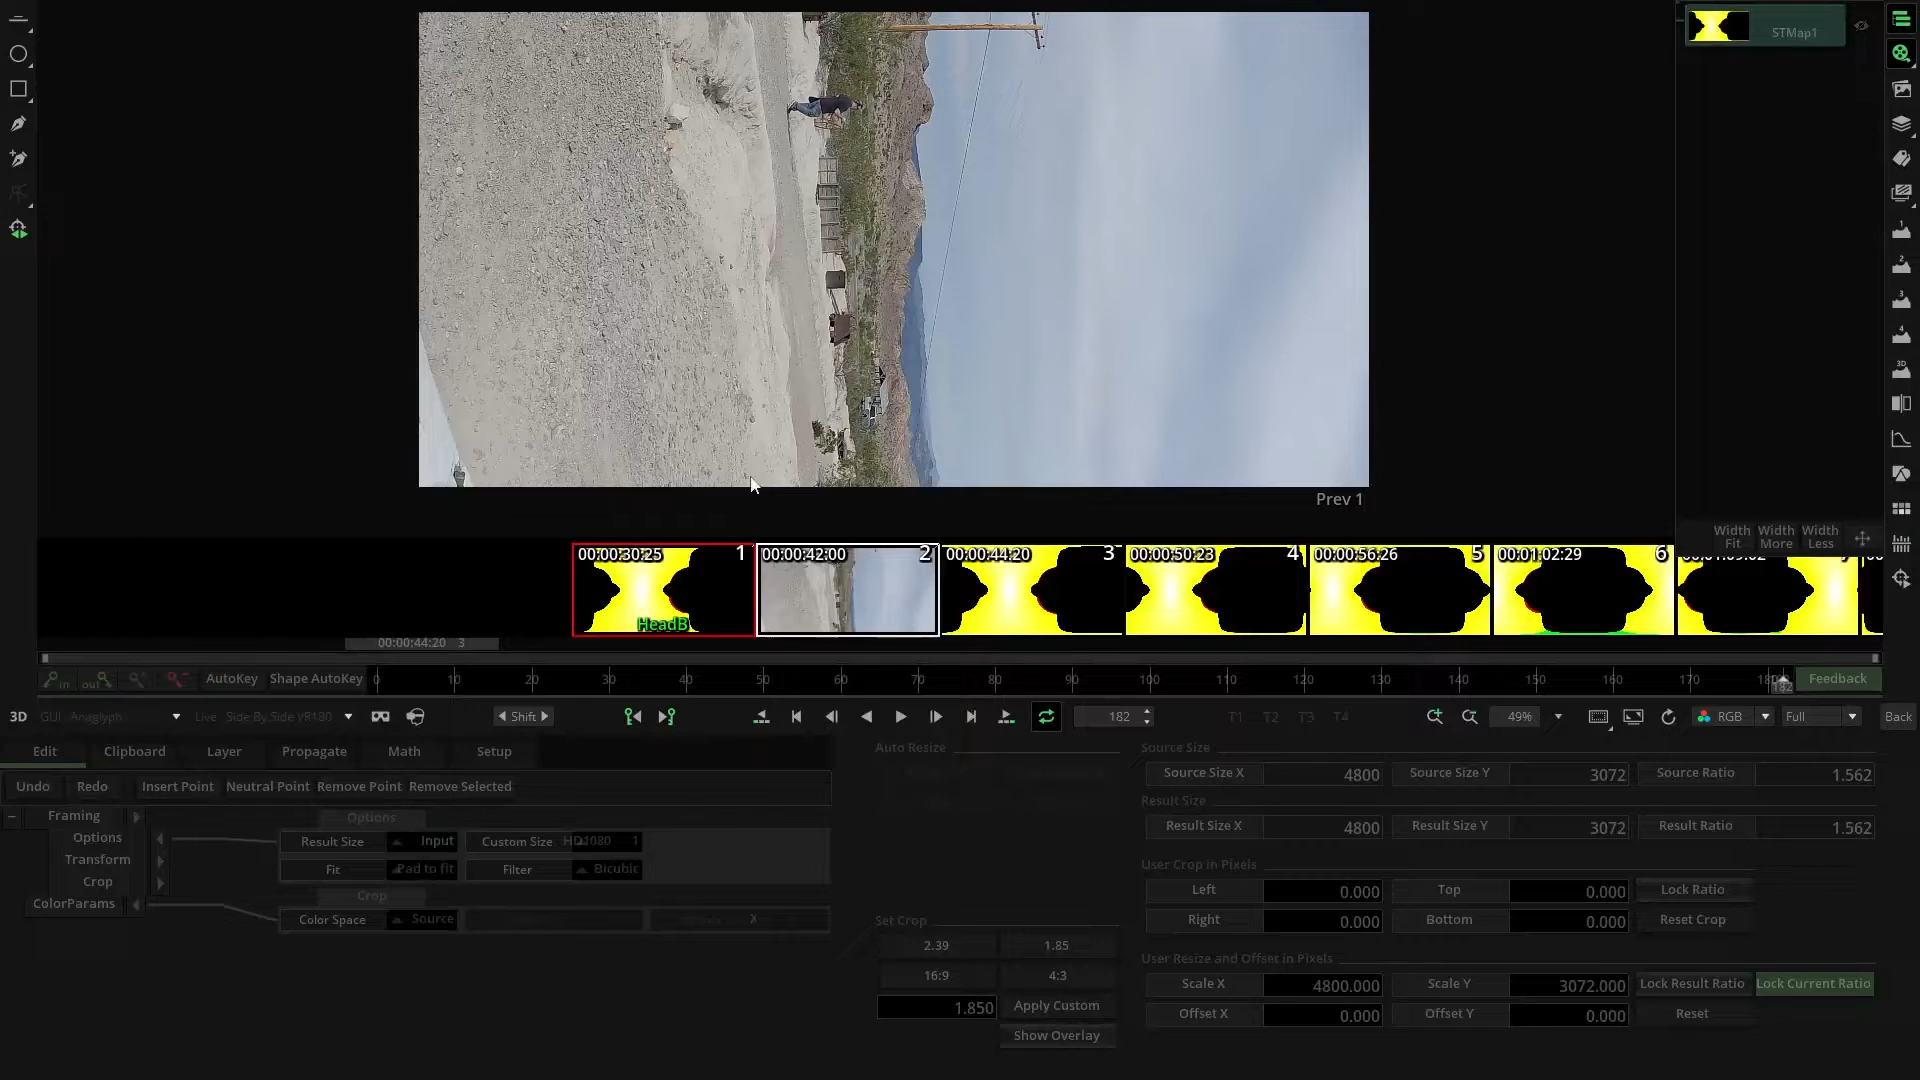 STMap1
Prev 1
Width Fit Width More Width Less
00:00:30:25 1 HeadB
00:00:42:00 2
00:00:44:20 3
00:00:50:23 4
00:00:56:26 5
00:01:02:29 6
00:00:44:20 3
in out AutoKey Shape AutoKey 0 10 20 30 40 50 60 70 80 90 100 110 120 130 140 150 160 170 182 Feedback
3D GUI Anaglyph Live Side By Side VR180 Shift 182 T1 T2 T3 T4 49% RGB Full Back
Edit Clipboard Layer Propagate Math Setup
Undo Redo Insert Point Neutral Point Remove Point Remove Selected
Framing
Options
Transform
Crop
ColorParams
Options
Result Size Input Custom Size HD1080 1
Fit Pad to fit Filter Bicubic
Crop
Color Space Source X
Auto Resize
Set Crop
2.39 1.85
16:9 4:3
1.850 Apply Custom
Show Overlay
Source Size
Source Size X 4800 Source Size Y 3072 Source Ratio 1.562
Result Size
Result Size X 4800 Result Size Y 3072 Result Ratio 1.562
User Crop in Pixels
Left 0.000 Top 0.000 Lock Ratio
Right 0.000 Bottom 0.000 Reset Crop
User Resize and Offset in Pixels
Scale X 4800.000 Scale Y 3072.000 Lock Result Ratio Lock Current Ratio
Offset X 0.000 Offset Y 0.000 Reset